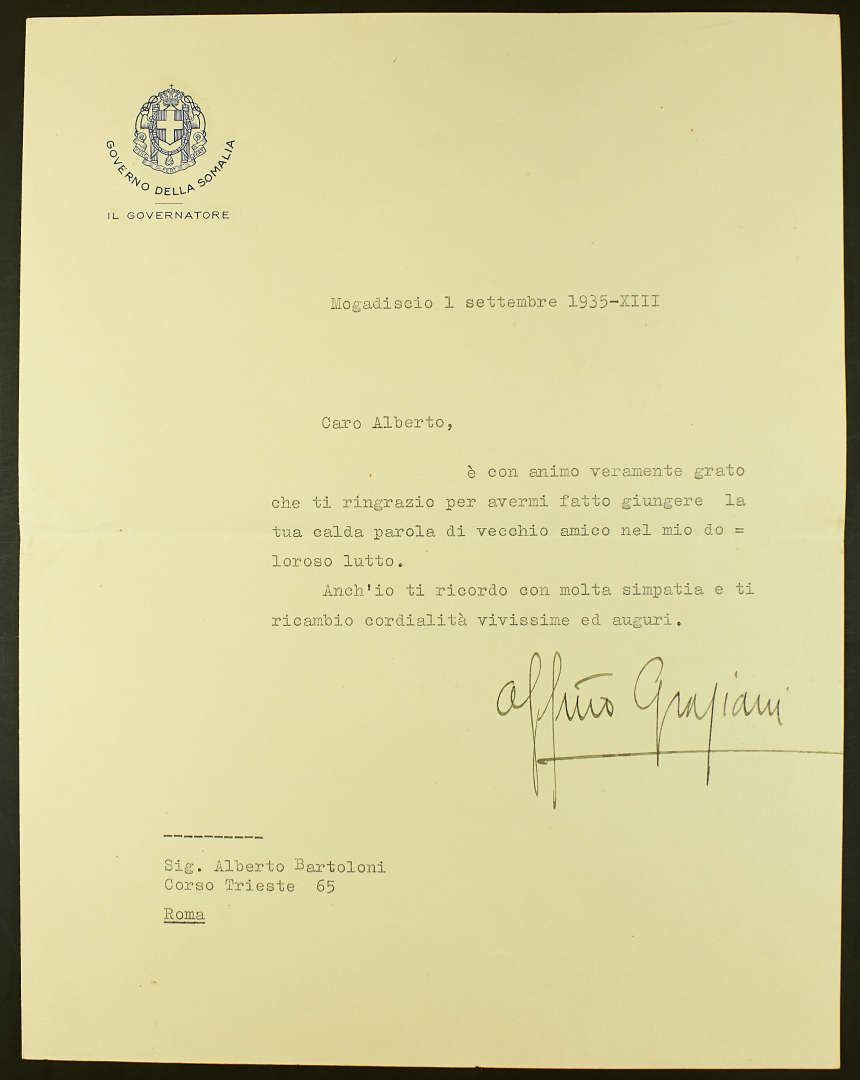 GOVERNO DELLA SOMALIA
IL GOVERNATORE
Mogadiscio 1 settembre 1935-XIII
Caro Alberto,
è con animo veramente grato
che ti ringrazio per avermi fatto giungere la
tua calda parola di vecchio amico nel mio do =
loroso lutto.
Anch'io ti ricordo con molta simpatia e ti
ricambio cordialità vivissime ed auguri.
aff/mo Graziani
----------
Sig. Alberto Bartoloni
Corso Trieste 65
Roma